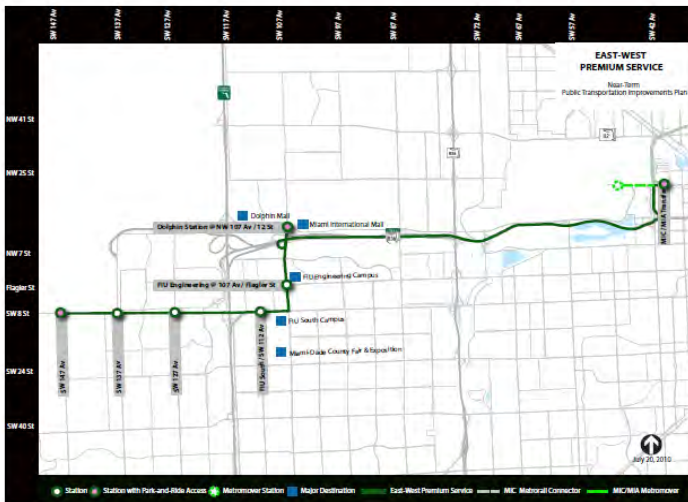 SW 147 Av
SW 137 Av
SW 127 Av
SW 117 Av
SW 107 Av
SW 97 Av
SW 87 Av
SW 72 Av
NW 67 Av
SW 57 Av
SW 42 Av
EAST-WEST
PREMIUM SERVICE
Near-Term
Public Transportation Improvements Plan
NW 41 St
NW 25 St
MIC / MIA Transfer
Dolphin Mall
Miami International Mall
Dolphin Station @ NW 107 Av / 12 St
NW 7 St
FIU Engineering Campus
FIU Engineering @ 107 Av / Flagler St
Flagler St
SW 8 St
FIU South Campus
Miami-Dade County Fair & Exposition
SW 147 Av
SW 137 Av
SW 127 Av
FIU South / SW 112 Av
SW 24 St
SW 40 St
July 20, 2010
Station
Station with Park-and-Ride Access
Metromover Station
Major Destination
East-West Premium Service
MIC Metrorail Connector
MIC/MIA Metromover